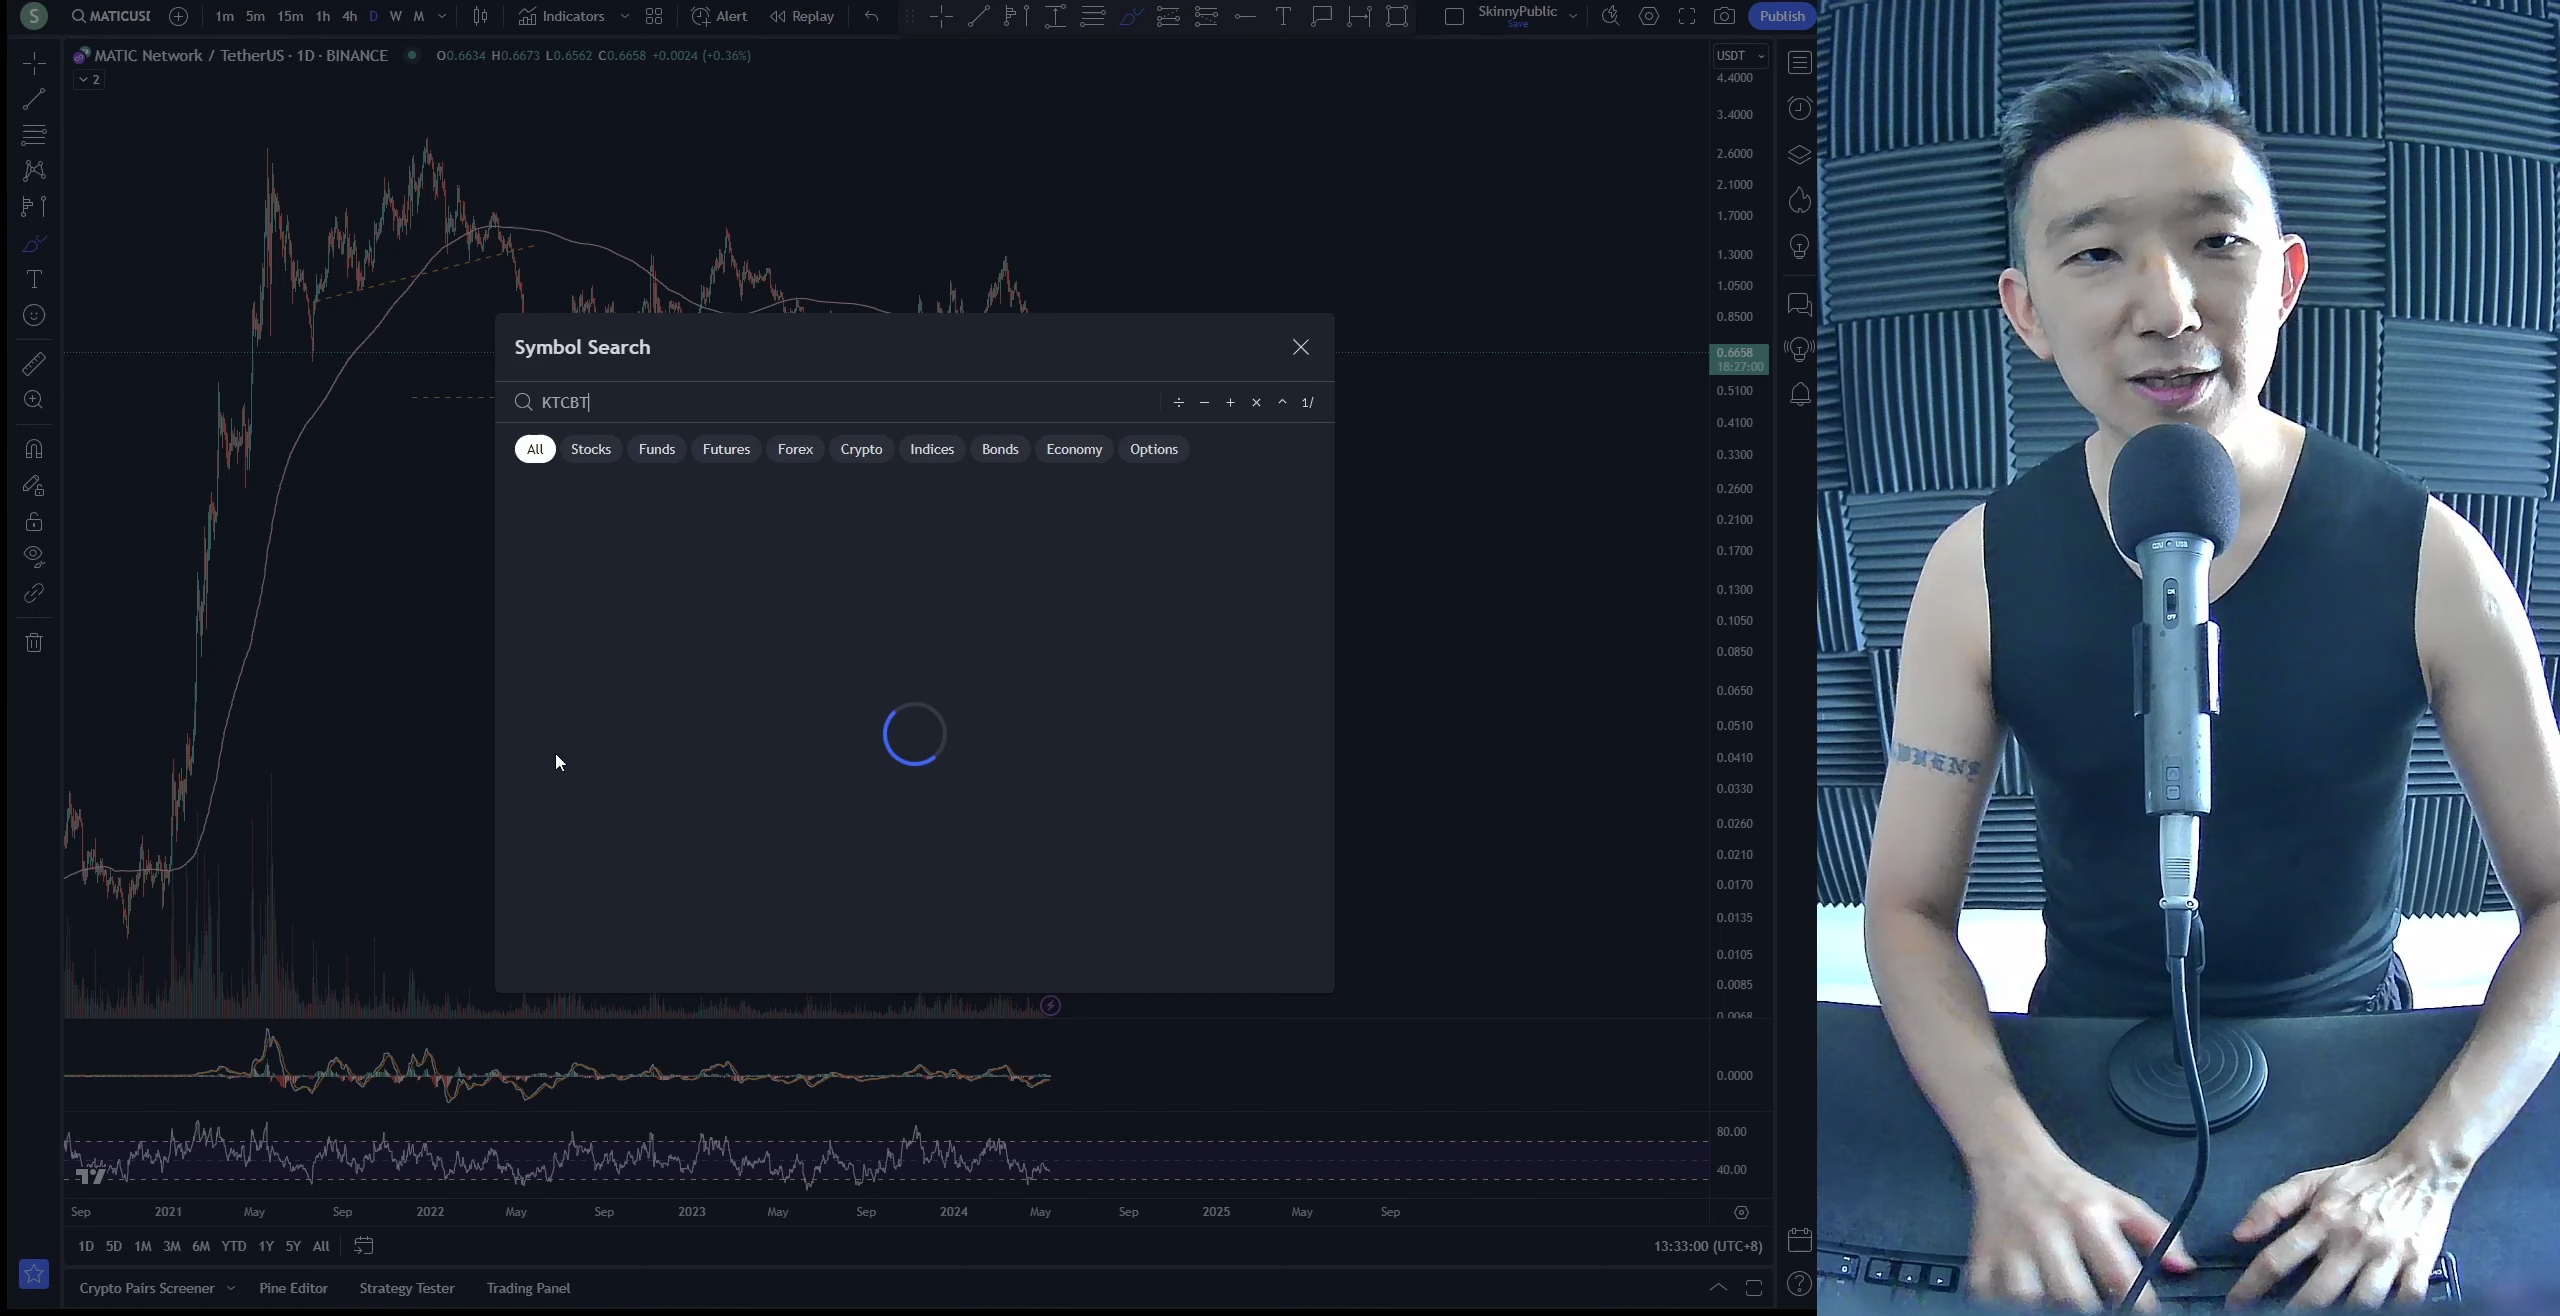 S
MATICUSI
1m 5m 15m 1h 4h D W M
Indicators
Alert
Replay
SkinnyPublic
Save
Publish
MATIC Network / TetherUS · 1D · BINANCE
O0.6634 H0.6673 L0.6562 C0.6658 +0.0024 (+0.36%)
2
USDT
4.4000
3.4000
2.6000
2.1000
1.7000
1.3000
1.0500
0.8500
0.6658
18:27:00
0.5100
0.4100
0.3300
0.2600
0.2100
0.1700
0.1300
0.1050
0.0850
0.0650
0.0510
0.0410
0.0330
0.0260
0.0210
0.0170
0.0135
0.0105
0.0085
0.0068
0.0000
80.00
40.00
Symbol Search
KTCBT
÷ − + × ^ 1/
All Stocks Funds Futures Forex Crypto Indices Bonds Economy Options
Sep 2021 May Sep 2022 May Sep 2023 May Sep 2024 May Sep 2025 May Sep
1D 5D 1M 3M 6M YTD 1Y 5Y All
13:33:00 (UTC+8)
Crypto Pairs Screener Pine Editor Strategy Tester Trading Panel
ON
OFF